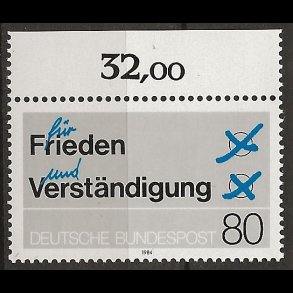 32,00
für
Frieden
und
Verständigung
DEUTSCHE BUNDESPOST 80
1984